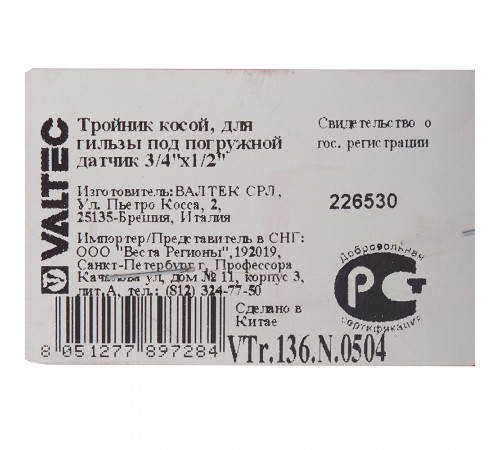 VALTEC
Тройник косой, для
гильзы под погружной
датчик 3/4"x1/2"
Изготовитель: ВАЛТЕК СРЛ,
Ул. Пьетро Косса, 2,
25135-Брешия, Италия
Импортер/Представитель в СНГ:
ООО "Веста Регионы", 192019,
Санкт-Петербург г, Профессора
Качалова ул, дом № 11, корпус 3,
лит.А, тел.: (812) 324-77-50
Сделано в
Китае
8 051277 897284
VTr.136.N.0504
Свидетельство о
гос. регистрации
226530
Добровольная
РСТ
сертификация